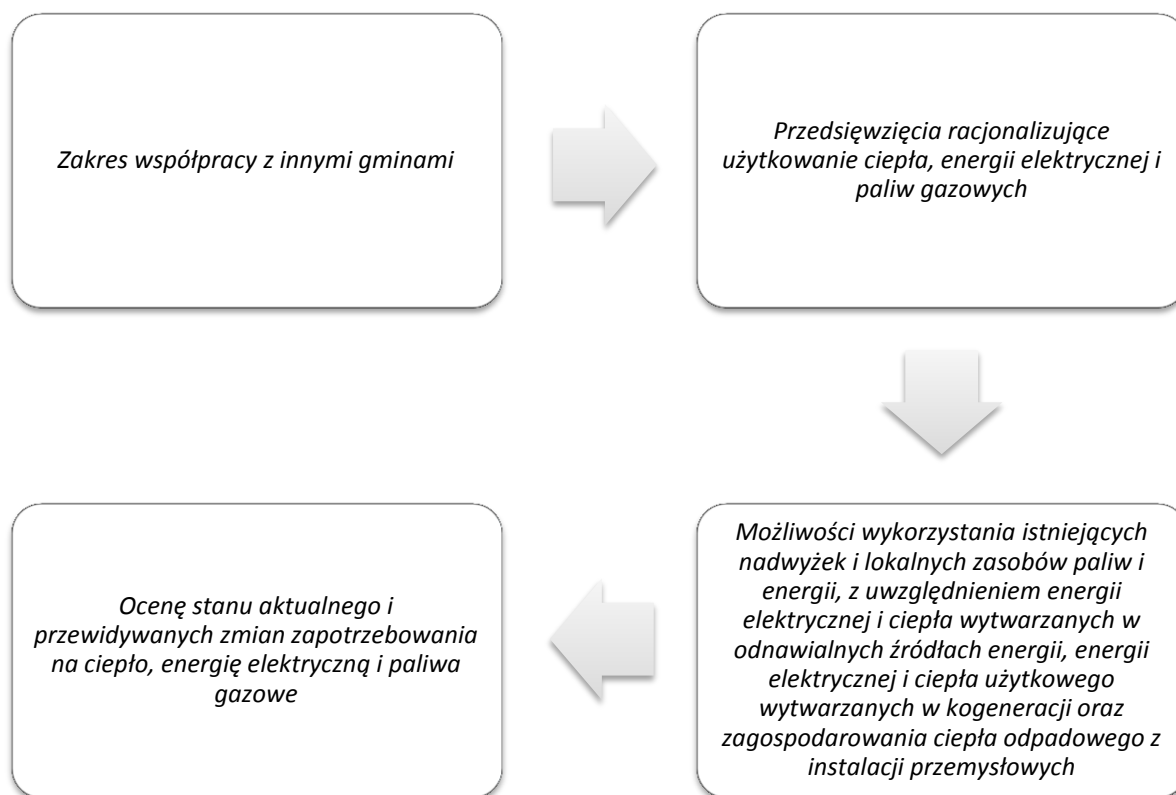 Zakres współpracy z innymi gminami
Przedsięwzięcia racjonalizujące
użytkowanie ciepła, energii elektrycznej i
paliw gazowych
Możliwości wykorzystania istniejących
nadwyżek i lokalnych zasobów paliw i
energii, z uwzględnieniem energii
elektrycznej i ciepła wytwarzanych w
odnawialnych źródłach energii, energii
elektrycznej i ciepła użytkowego
wytwarzanych w kogeneracji oraz
zagospodarowania ciepła odpadowego z
instalacji przemysłowych
Ocenę stanu aktualnego i
przewidywanych zmian zapotrzebowania
na ciepło, energię elektryczną i paliwa
gazowe